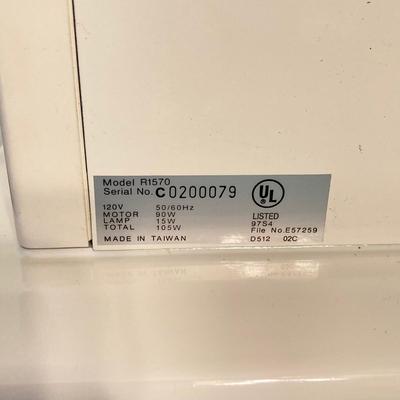 Model R1570
Serial No. C0200079
120V 50/60Hz
MOTOR 90W
LAMP 15W
TOTAL 105W
MADE IN TAIWAN
UL
LISTED
97S4
File No.E57259
D512 02C